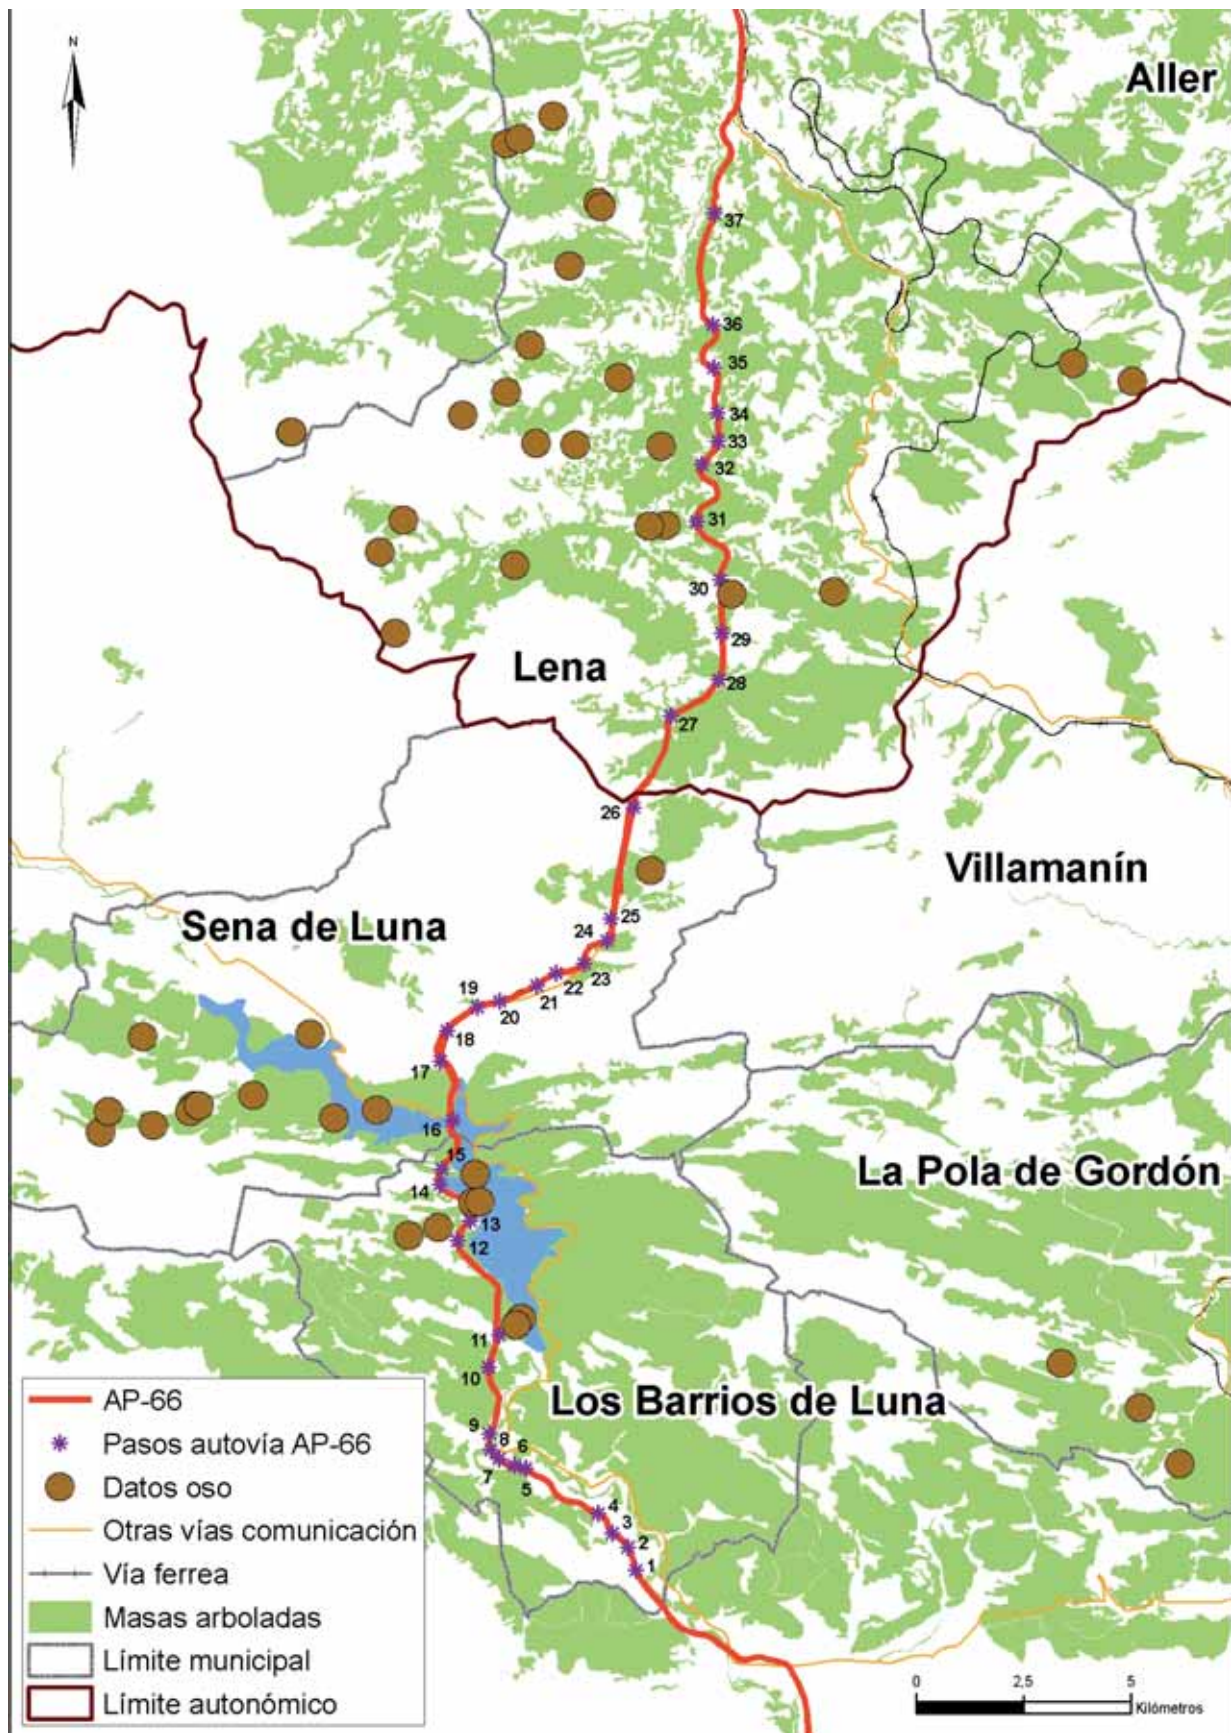 N
Aller
37
36
35
34
33
32
31
30
29
Lena
28
27
26
Villamanín
Sena de Luna
25
24
23
22
21
20
19
18
17
16
15
La Pola de Gordón
14
13
12
11
10
Los Barrios de Luna
9
8
7
6
5
4
3
2
1
AP-66
Pasos autovía AP-66
Datos oso
Otras vías comunicación
Vía ferrea
Masas arboladas
Límite municipal
Límite autonómico
0 2,5 5
Kilómetros